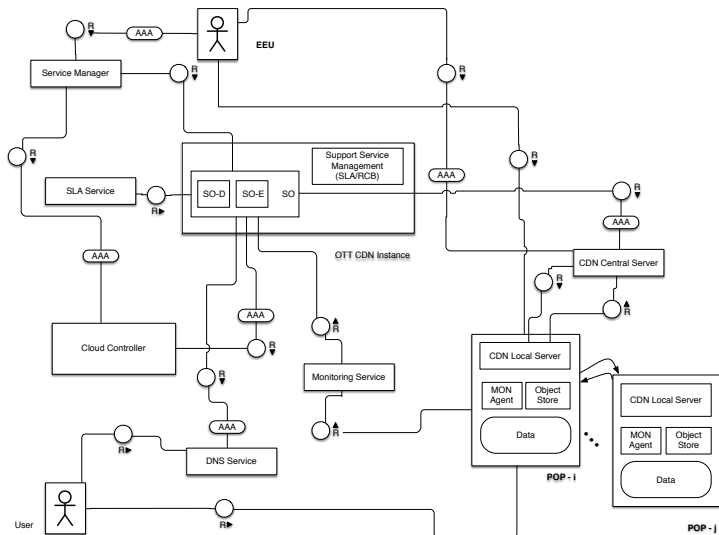 R▼
AAA
EEU
Service Manager
R▼
R▼
R▼
R▼
AAA
Support Service
Management
(SLA/RCB)
SLA Service
R▶
SO-D
SO-E
SO
R▼
AAA
OTT CDN Instance
AAA
CDN Central Server
R▼
▲R
AAA
Cloud Controller
R▼
▲R
CDN Local Server
Monitoring Service
R▼
MON
Agent
Object
Store
CDN Local Server
AAA
▲R
Data
MON
Agent
Object
Store
R▶
DNS Service
POP - i
Data
User
R▶
POP - j